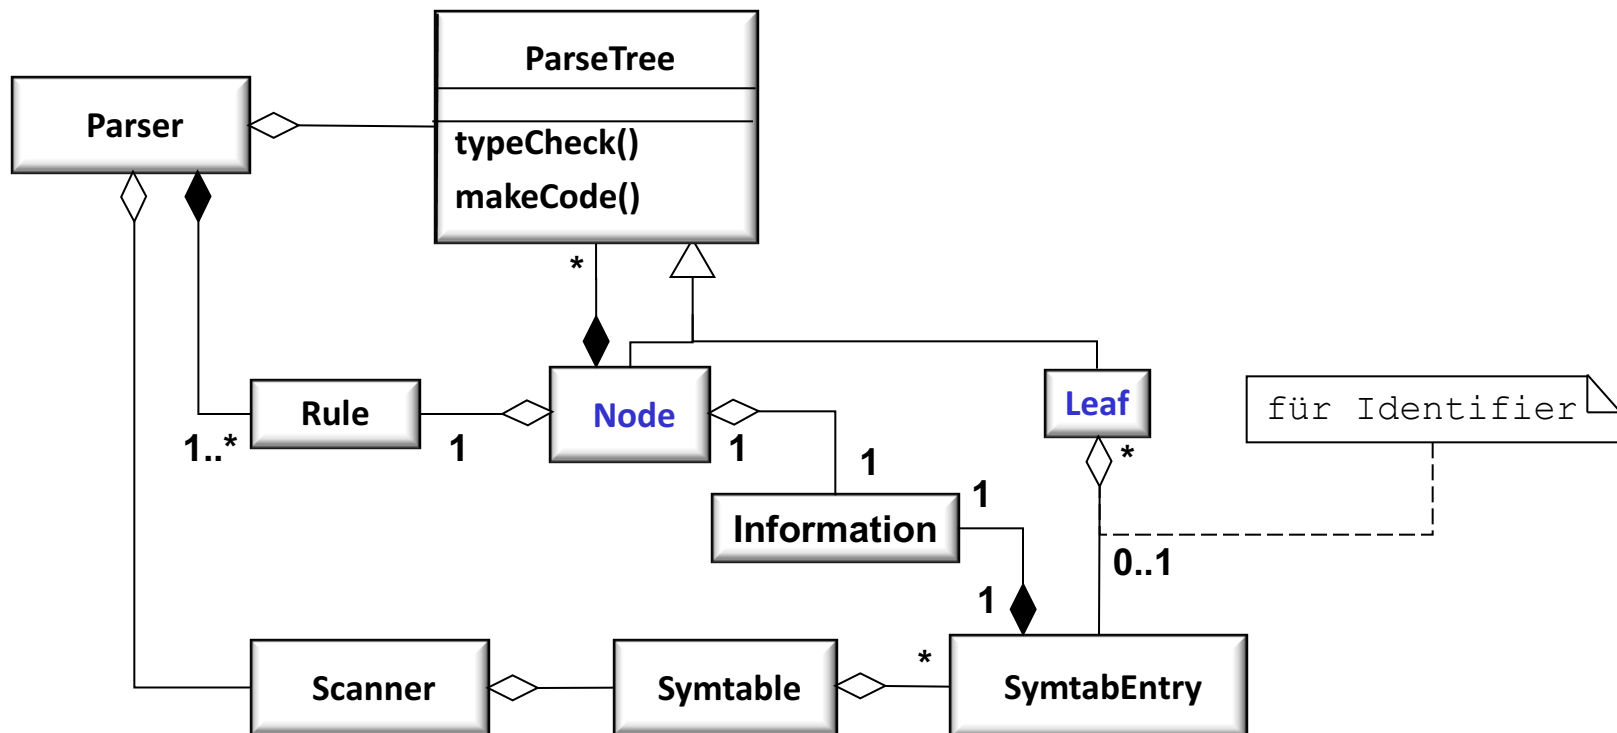 ParseTree
Parser
typeCheck()
makeCode()
*
Rule
Node
Leaf
für Identifier
1..*
1
1
*
1
1
Information
0..1
1
*
Scanner
Symtable
SymtabEntry